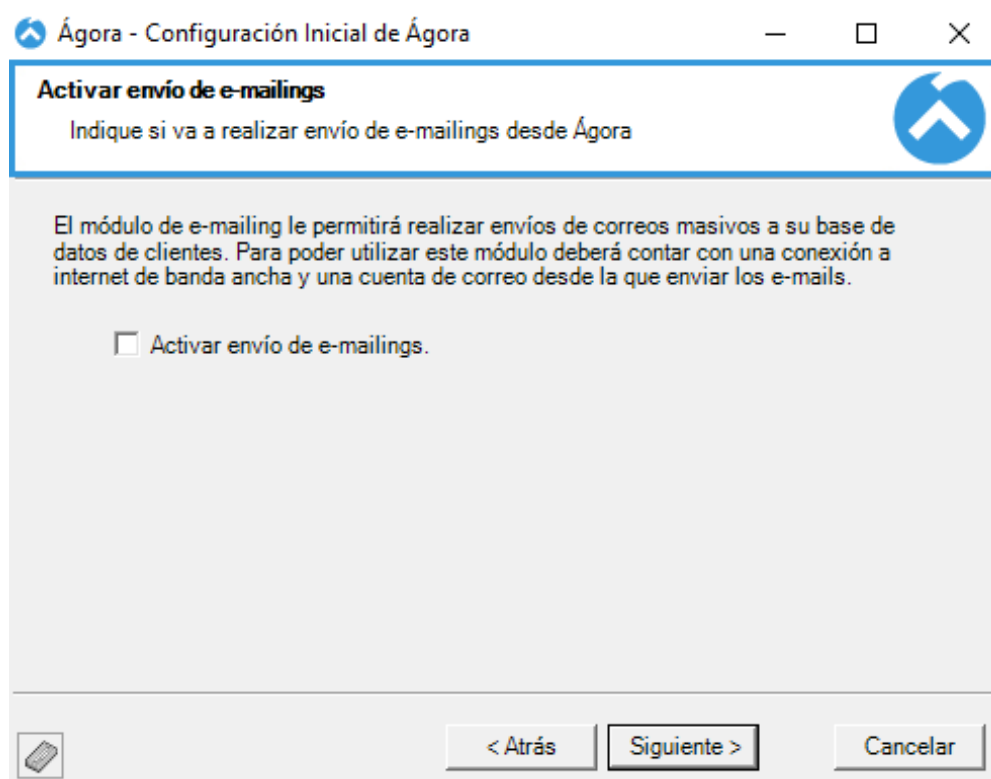 Ágora - Configuración Inicial de Ágora
Activar envío de e-mailings
Indique si va a realizar envío de e-mailings desde Ágora
El módulo de e-mailing le permitirá realizar envíos de correos masivos a su base de
datos de clientes. Para poder utilizar este módulo deberá contar con una conexión a
internet de banda ancha y una cuenta de correo desde la que enviar los e-mails.
Activar envío de e-mailings.
< Atrás
Siguiente >
Cancelar